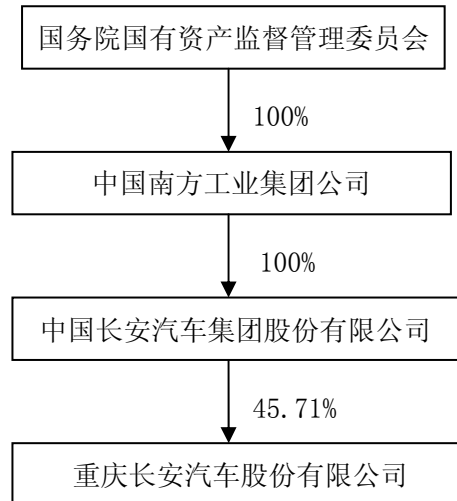 国务院国有资产监督管理委员会
100%
中国南方工业集团公司
100%
中国长安汽车集团股份有限公司
45.71%
重庆长安汽车股份有限公司